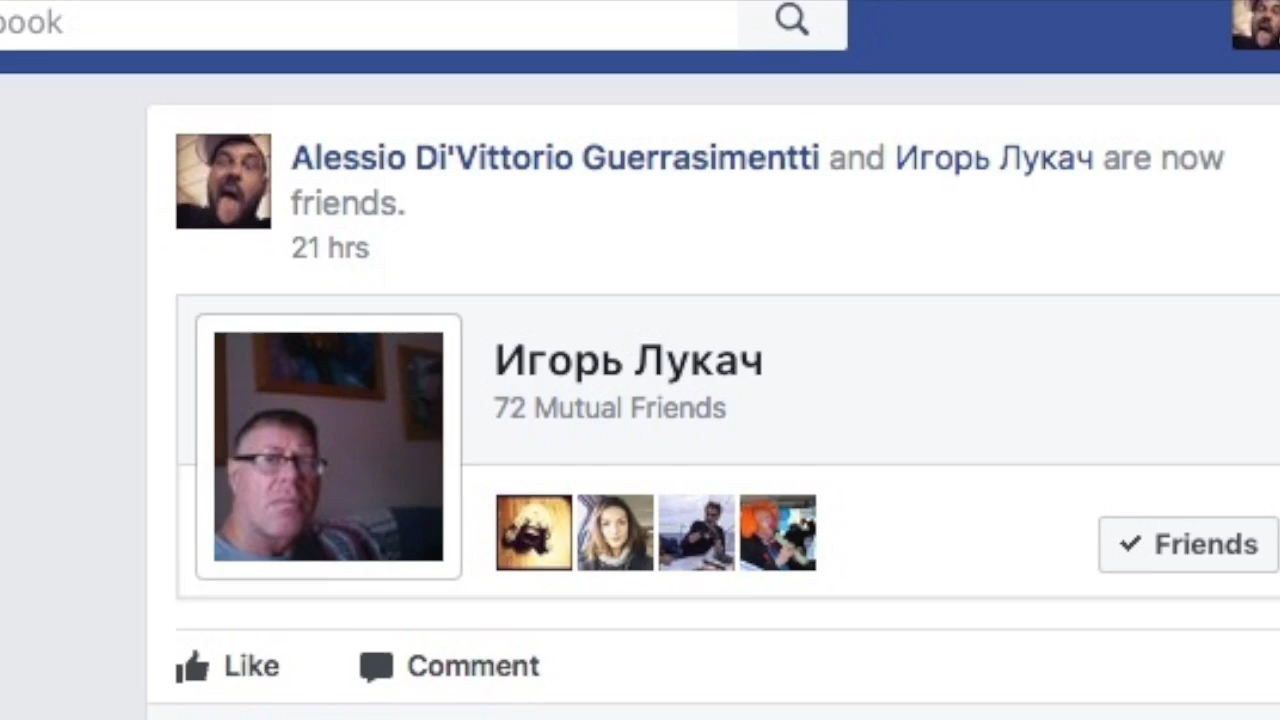 book
Alessio Di'Vittorio Guerrasimentti and Игорь Лукач are now
friends.
21 hrs
Игорь Лукач
72 Mutual Friends
Friends
Like
Comment